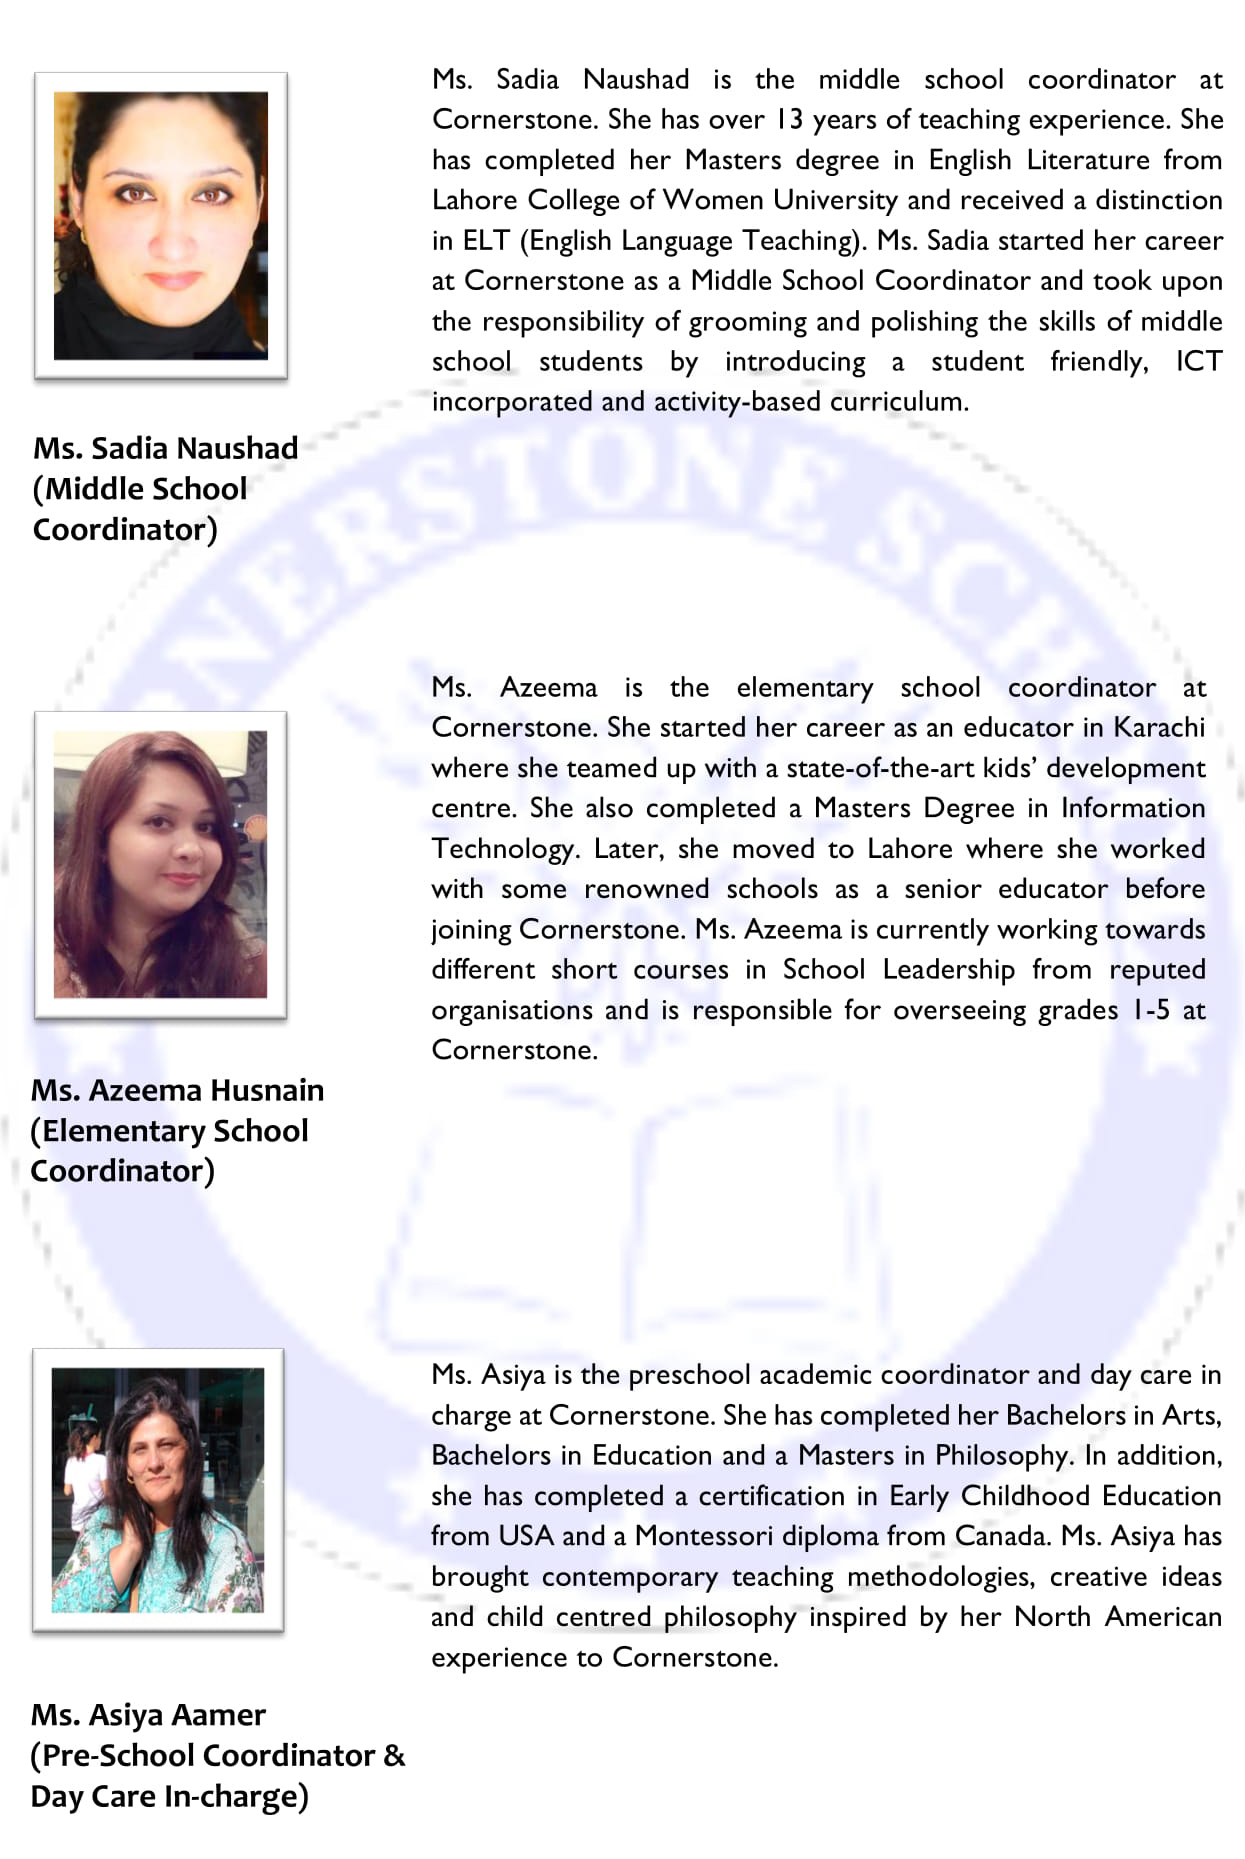 Ms. Sadia Naushad is the middle school coordinator at
Cornerstone. She has over 13 years of teaching experience. She
has completed her Masters degree in English Literature from
Lahore College of Women University and received a distinction
in ELT (English Language Teaching). Ms. Sadia started her career
at Cornerstone as a Middle School Coordinator and took upon
the responsibility of grooming and polishing the skills of middle
school students by introducing a student friendly, ICT
incorporated and activity-based curriculum.
Ms. Sadia Naushad
(Middle School
Coordinator)
Ms. Azeema is the elementary school coordinator at
Cornerstone. She started her career as an educator in Karachi
where she teamed up with a state-of-the-art kids’ development
centre. She also completed a Masters Degree in Information
Technology. Later, she moved to Lahore where she worked
with some renowned schools as a senior educator before
joining Cornerstone. Ms. Azeema is currently working towards
different short courses in School Leadership from reputed
organisations and is responsible for overseeing grades 1-5 at
Cornerstone.
Ms. Azeema Husnain
(Elementary School
Coordinator)
Ms. Asiya is the preschool academic coordinator and day care in
charge at Cornerstone. She has completed her Bachelors in Arts,
Bachelors in Education and a Masters in Philosophy. In addition,
she has completed a certification in Early Childhood Education
from USA and a Montessori diploma from Canada. Ms. Asiya has
brought contemporary teaching methodologies, creative ideas
and child centred philosophy inspired by her North American
experience to Cornerstone.
Ms. Asiya Aamer
(Pre-School Coordinator &
Day Care In-charge)